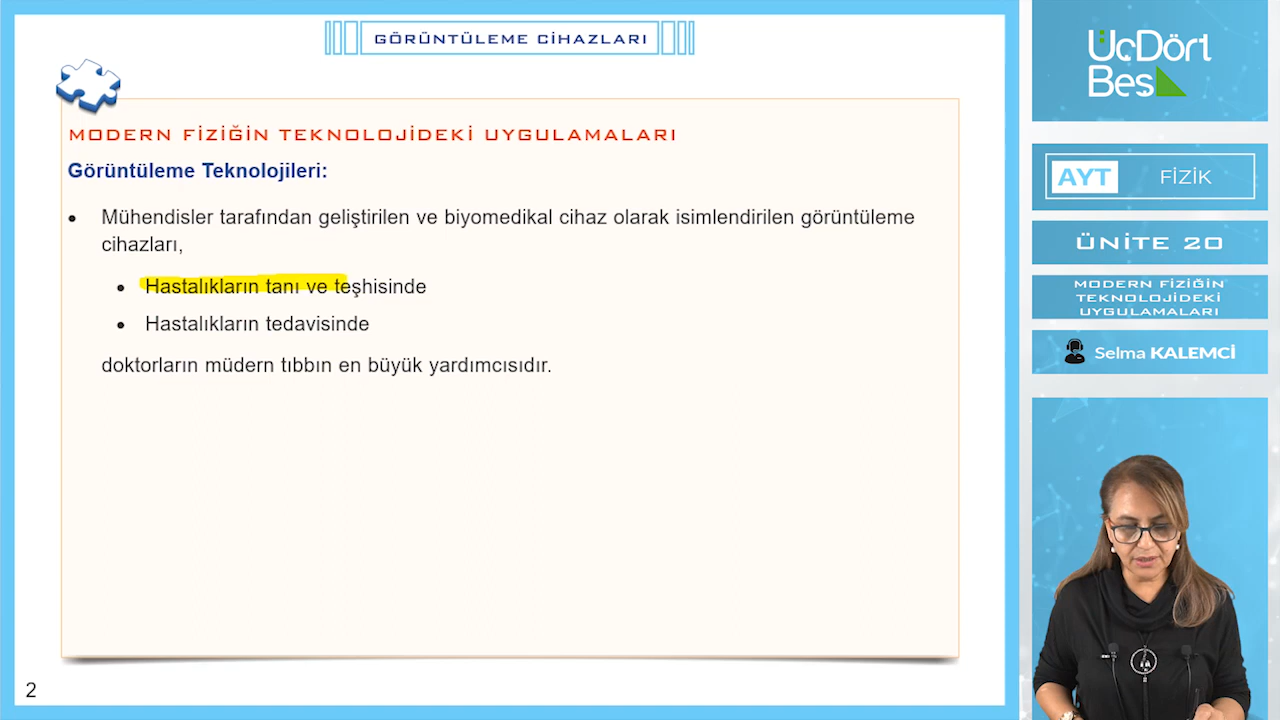 GÖRÜNTÜLEME CİHAZLARI
MODERN FİZİĞİN TEKNOLOJİDEKİ UYGULAMALARI
Görüntüleme Teknolojileri:
• Mühendisler tarafından geliştirilen ve biyomedikal cihaz olarak isimlendirilen görüntüleme
cihazları,
• Hastalıkların tanı ve teşhisinde
• Hastalıkların tedavisinde
doktorların müdern tıbbın en büyük yardımcısıdır.
2
ÜçDört
Beş
AYT FİZİK
ÜNİTE 20
MODERN FİZİĞİN
TEKNOLOJİDEKİ
UYGULAMALARI
Selma KALEMCİ